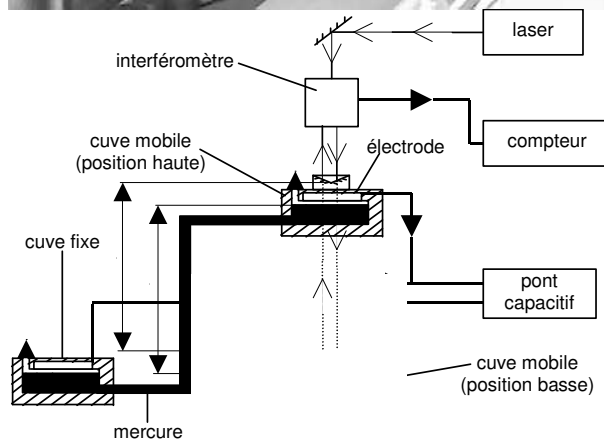 laser
interféromètre
compteur
cuve mobile
(position haute)
électrode
cuve fixe
pont
capacitif
cuve mobile
(position basse)
mercure